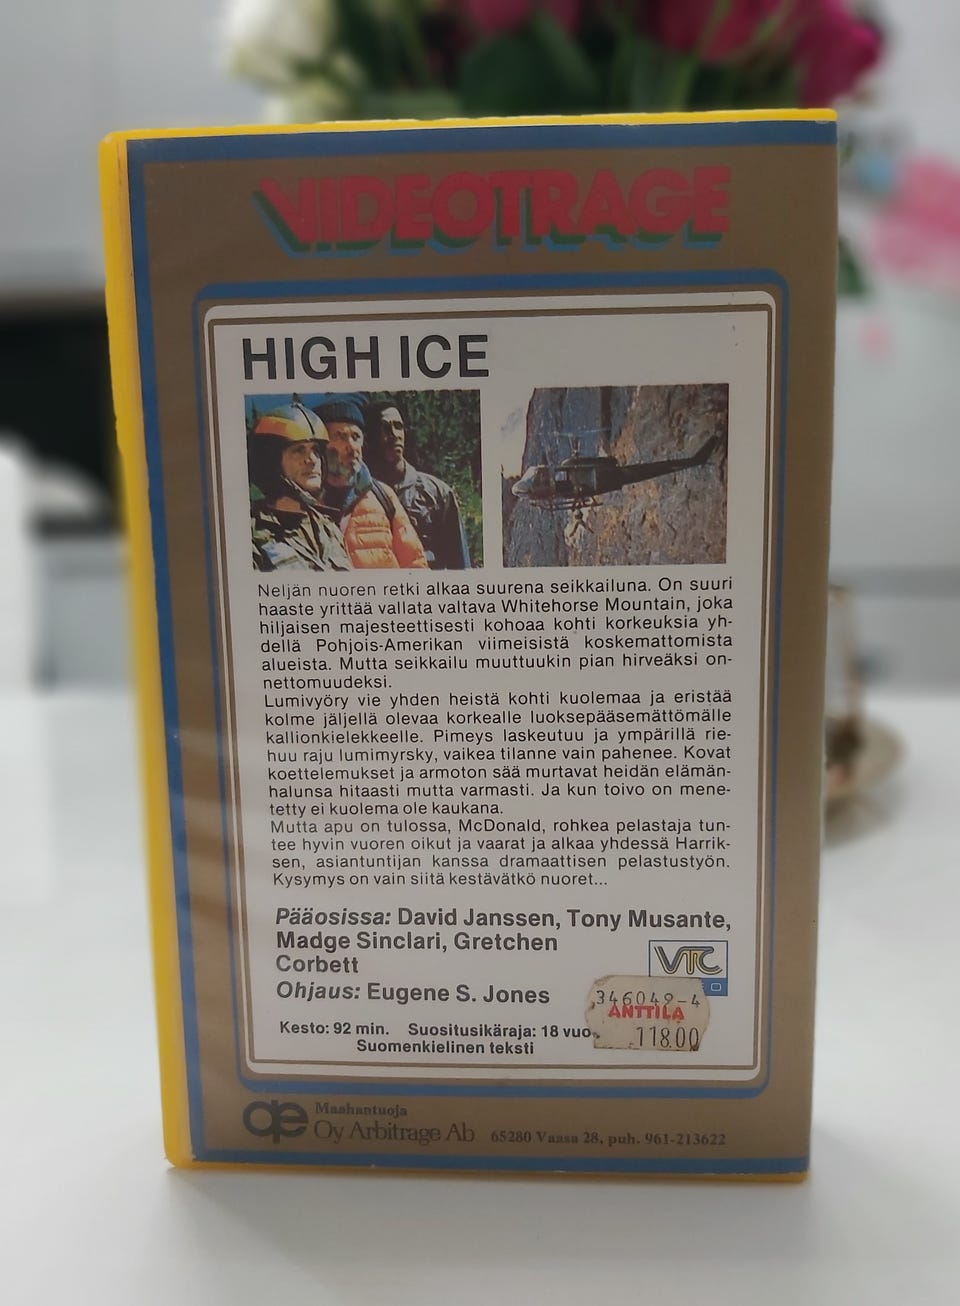 VIDEOTRAGE
HIGH ICE
Neljän nuoren retki alkaa suurena seikkailuna. On suuri
haaste yrittää vallata valtava Whitehorse Mountain, joka
hiljaisen majesteettisesti kohoaa kohti korkeuksia yh-
dellä Pohjois-Amerikan viimeisistä koskemattomista
alueista. Mutta seikkailu muuttuukin pian hirveäksi on-
nettomuudeksi.
Lumivyöry vie yhden heistä kohti kuolemaa ja eristää
kolme jäljellä olevaa korkealle luoksepääsemättömälle
kallionkielekkeelle. Pimeys laskeutuu ja ympärillä rie-
huu raju lumimyrsky, vaikea tilanne vain pahenee. Kovat
koettelemukset ja armoton sää murtavat heidän elämän-
halunsa hitaasti mutta varmasti. Ja kun toivo on mene-
tetty ei kuolema ole kaukana.
Mutta apu on tulossa, McDonald, rohkea pelastaja tun-
tee hyvin vuoren oikut ja vaarat ja alkaa yhdessä Harrik-
sen, asiantuntijan kanssa dramaattisen pelastustyön.
Kysymys on vain siitä kestävätkö nuoret...
Pääosissa: David Janssen, Tony Musante,
Madge Sinclari, Gretchen
Corbett
VTC
Ohjaus: Eugene S. Jones
346049-4
ANTTILA
118.00
Kesto: 92 min. Suositusikäraja: 18 vuo
Suomenkielinen teksti
ae
Maahantuoja
Oy Arbitrage Ab 65280 Vaasa 28, puh. 961-213622